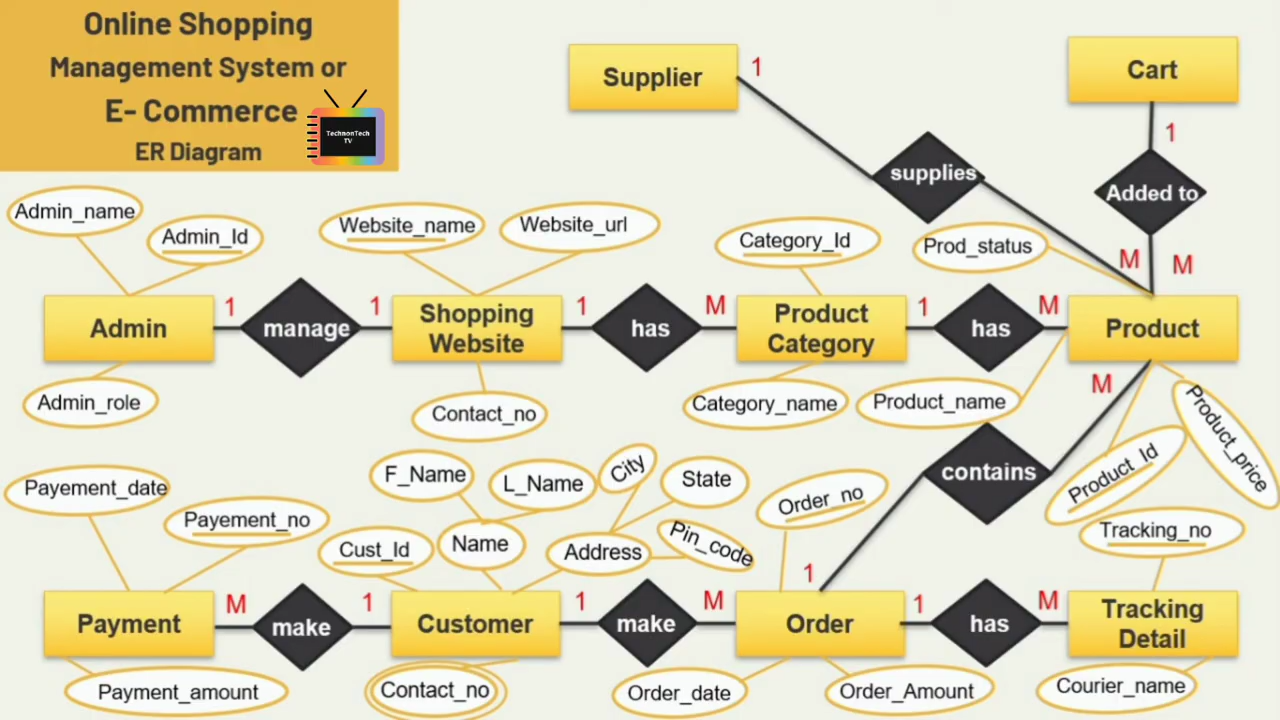 Online Shopping
Management System or
E- Commerce
ER Diagram
TechnonTech
TV
Supplier
1
Cart
1
supplies
Added to
Admin_name
Admin_Id
Website_name
Website_url
Category_Id
Prod_status
M
M
Admin
1
manage
1
Shopping
Website
1
has
M
Product
Category
1
has
M
Product
Admin_role
Contact_no
Category_name
Product_name
M
Product_price
contains
Product_Id
Payement_date
Payement_no
F_Name
L_Name
City
State
Order_no
Tracking_no
Cust_Id
Name
Address
Pin_code
1
Payment
M
make
1
Customer
1
make
M
Order
1
has
M
Tracking
Detail
Payment_amount
Contact_no
Order_date
Order_Amount
Courier_name